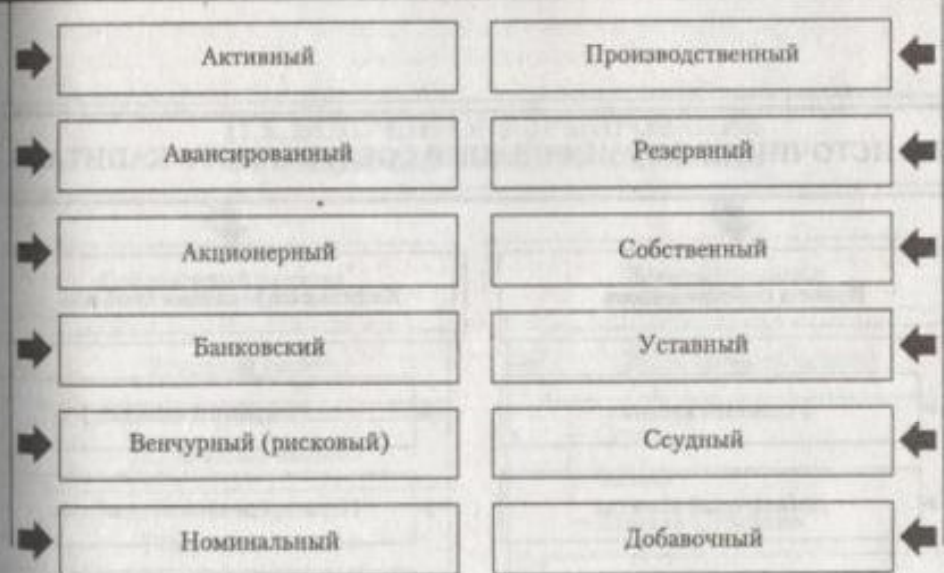 Активный
Производственный
Авансированный
Резервный
Акционерный
Собственный
Банковский
Уставный
Венчурный (рисковый)
Ссудный
Номинальный
Добавочный